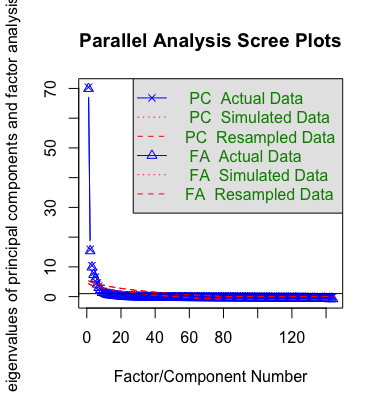 Parallel Analysis Scree Plots
eigenvalues of principal components and factor analysis
70
50
30
10
0
PC Actual Data
PC Simulated Data
PC Resampled Data
FA Actual Data
FA Simulated Data
FA Resampled Data
0 20 40 60 80 120
Factor/Component Number